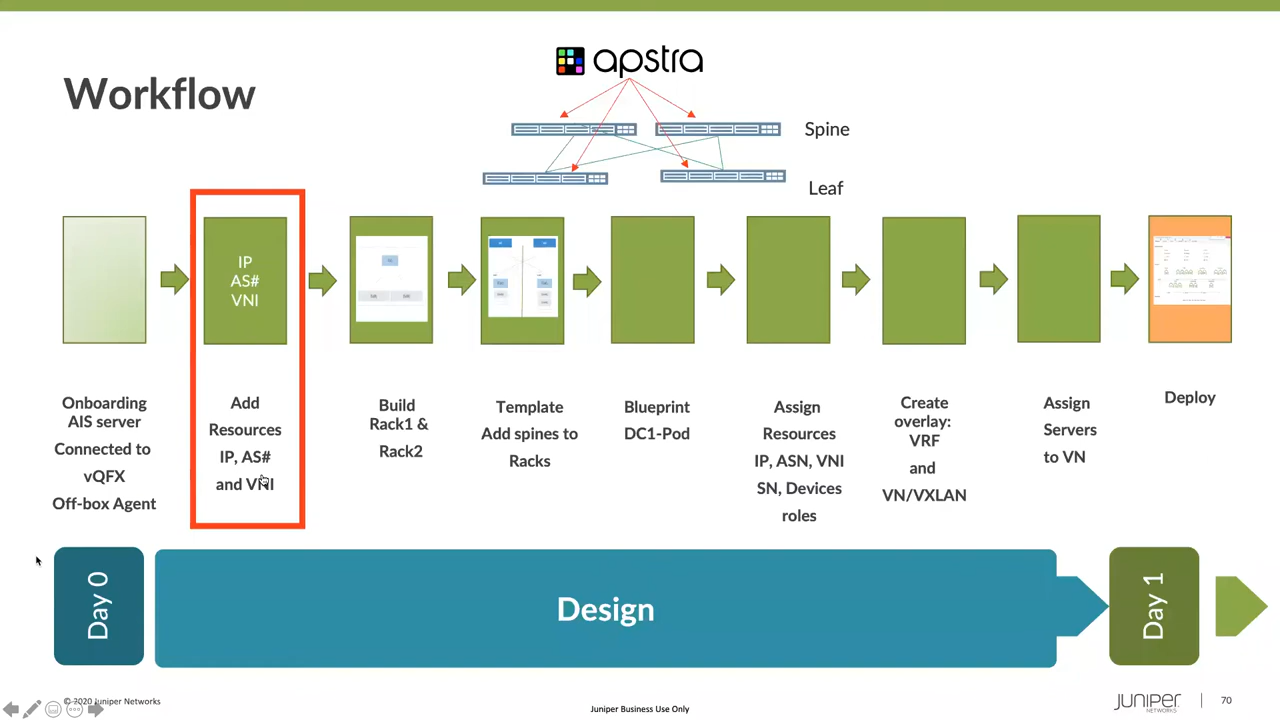 apstra
Workflow
Spine
Leaf
IP
AS#
VNI
Onboarding
AIS server
Connected to
vQFX
Off-box Agent
Add
Resources
IP, AS#
and VNI
Build
Rack1 &
Rack2
Template
Add spines to
Racks
Blueprint
DC1-Pod
Assign
Resources
IP, ASN, VNI
SN, Devices
roles
Create
overlay:
VRF
and
VN/VXLAN
Assign
Servers
to VN
Deploy
Day 0
Design
Day 1
© 2020 Juniper Networks
Juniper Business Use Only
JUNIPER
NETWORKS
70